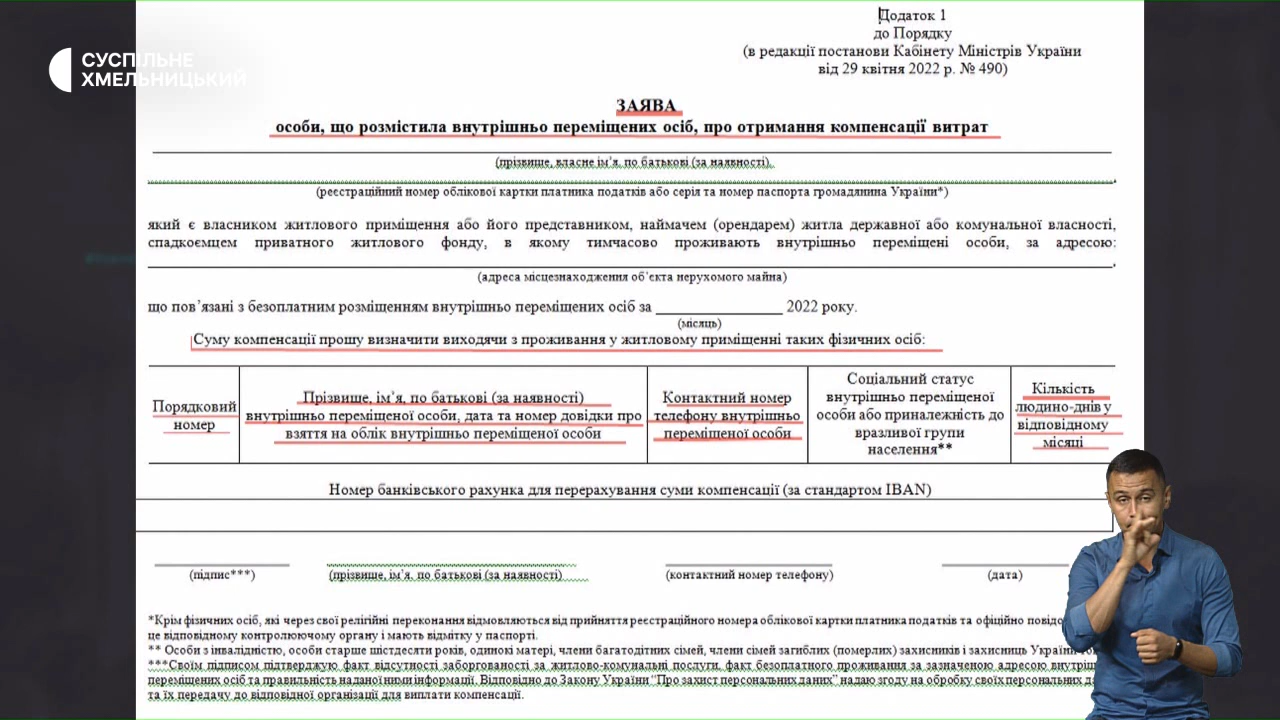 СУСПІЛЬНЕ
ХМЕЛЬНИЦЬКИЙ
Додаток 1
до Порядку
(в редакції постанови Кабінету Міністрів України
від 29 квітня 2022 р. № 490)
ЗАЯВА
особи, що розмістила внутрішньо переміщених осіб, про отримання компенсації витрат
(прізвище, власне ім’я, по батькові (за наявності),
(реєстраційний номер облікової картки платника податків або серія та номер паспорта громадянина України*)
який є власником житлового приміщення або його представником, наймачем (орендарем) житла державної або комунальної власності,
спадкоємцем приватного житлового фонду, в якому тимчасово проживають внутрішньо переміщені особи, за адресою:
(адреса місцезнаходження об’єкта нерухомого майна)
що пов’язані з безоплатним розміщенням внутрішньо переміщених осіб за ________________ 2022 року.
(місяць)
Суму компенсації прошу визначити виходячи з проживання у житловому приміщенні таких фізичних осіб:
Порядковий
номер
Прізвище, ім’я, по батькові (за наявності)
внутрішньо переміщеної особи, дата та номер довідки про
взяття на облік внутрішньо переміщеної особи
Контактний номер
телефону внутрішньо
переміщеної особи
Соціальний статус
внутрішньо переміщеної
особи або приналежність до
вразливої групи
населення**
Кількість
людино-днів у
відповідному
місяці
Номер банківського рахунка для перерахування суми компенсації (за стандартом IBAN)
(підпис***)
(прізвище, ім’я, по батькові (за наявності)
(контактний номер телефону)
(дата)
*Крім фізичних осіб, які через свої релігійні переконання відмовляються від прийняття реєстраційного номера облікової картки платника податків та офіційно
це відповідному контролюючому органу і мають відмітку у паспорті.
** Особи з інвалідністю, особи старше шістдесяти років, одинокі матері, члени багатодітних сімей, члени сімей загиблих (померлих) захисників і захисниць України
***Своїм підписом підтверджую факт відсутності заборгованості за житлово-комунальні послуги, факт безоплатного проживання за зазначеною адресою
переміщених осіб та правильність наданої ними інформації. Відповідно до Закону України “Про захист персональних даних” надаю згоду на обробку своїх персональних
та їх передачу до відповідної організації для виплати компенсації.